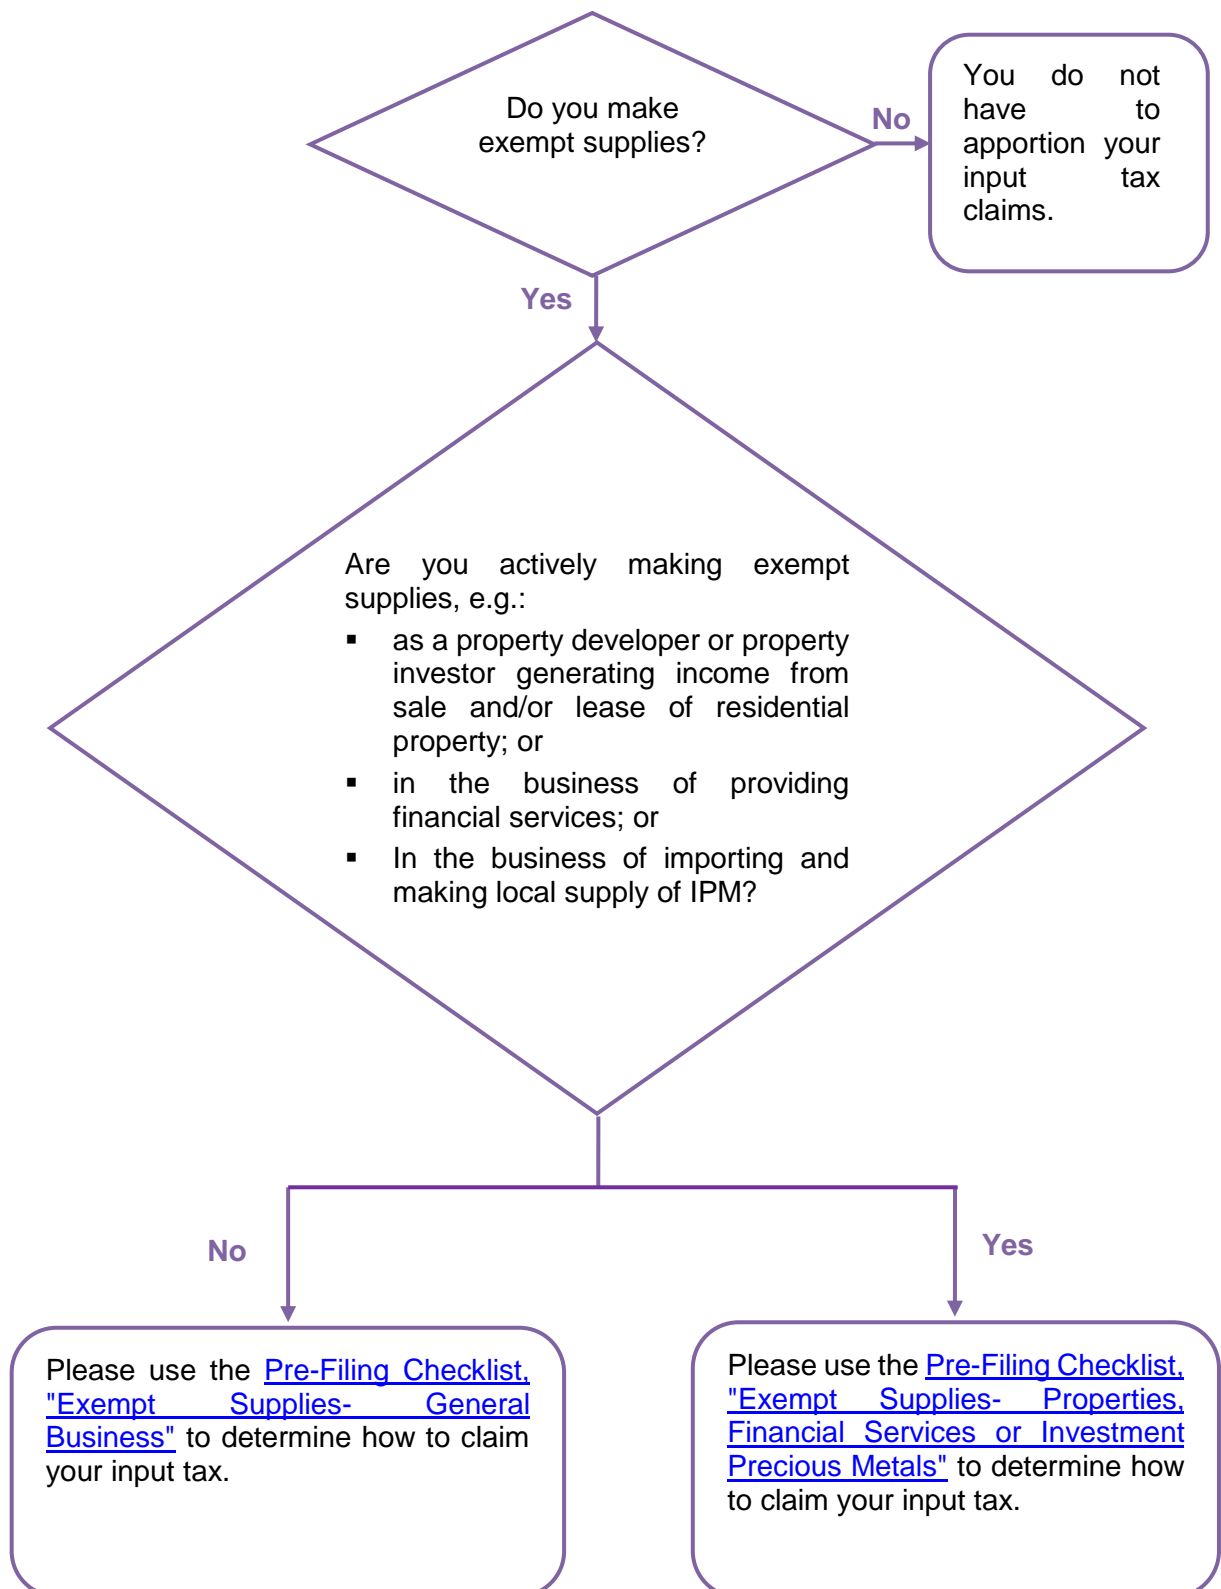 Do you make
exempt supplies?
No
You do not
have to
apportion your
input tax
claims.
Yes
Are you actively making exempt
supplies, e.g.:
▪ as a property developer or property
investor generating income from
sale and/or lease of residential
property; or
▪ in the business of providing
financial services; or
▪ In the business of importing and
making local supply of IPM?
No
Yes
Please use the Pre-Filing Checklist,
"Exempt Supplies- General
Business" to determine how to claim
your input tax.
Please use the Pre-Filing Checklist,
"Exempt Supplies- Properties,
Financial Services or Investment
Precious Metals" to determine how
to claim your input tax.